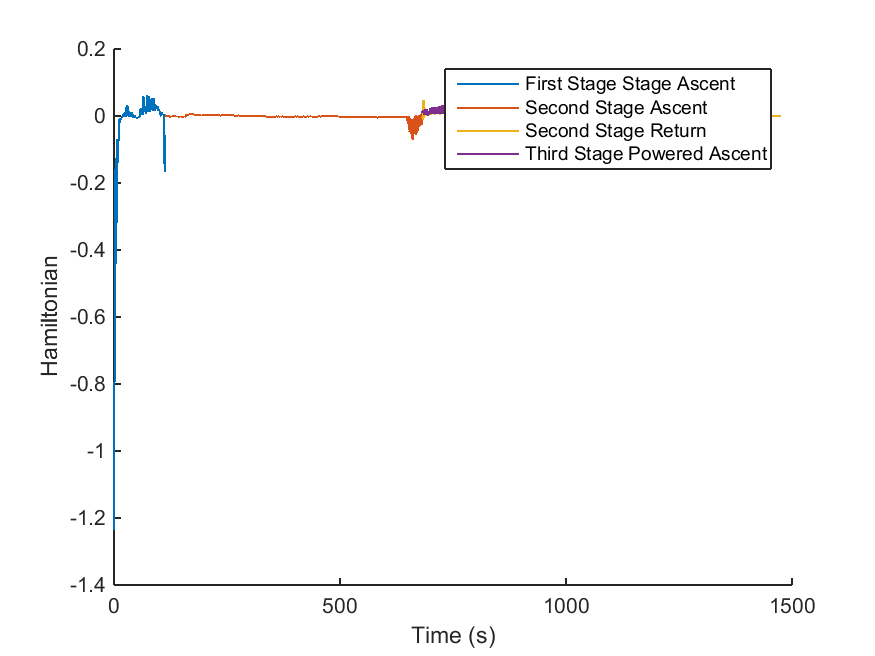 0.2
0
-0.2
-0.4
-0.6
-0.8
-1
-1.2
-1.4
Hamiltonian
First Stage Stage Ascent
Second Stage Ascent
Second Stage Return
Third Stage Powered Ascent
0
500
1000
1500
Time (s)